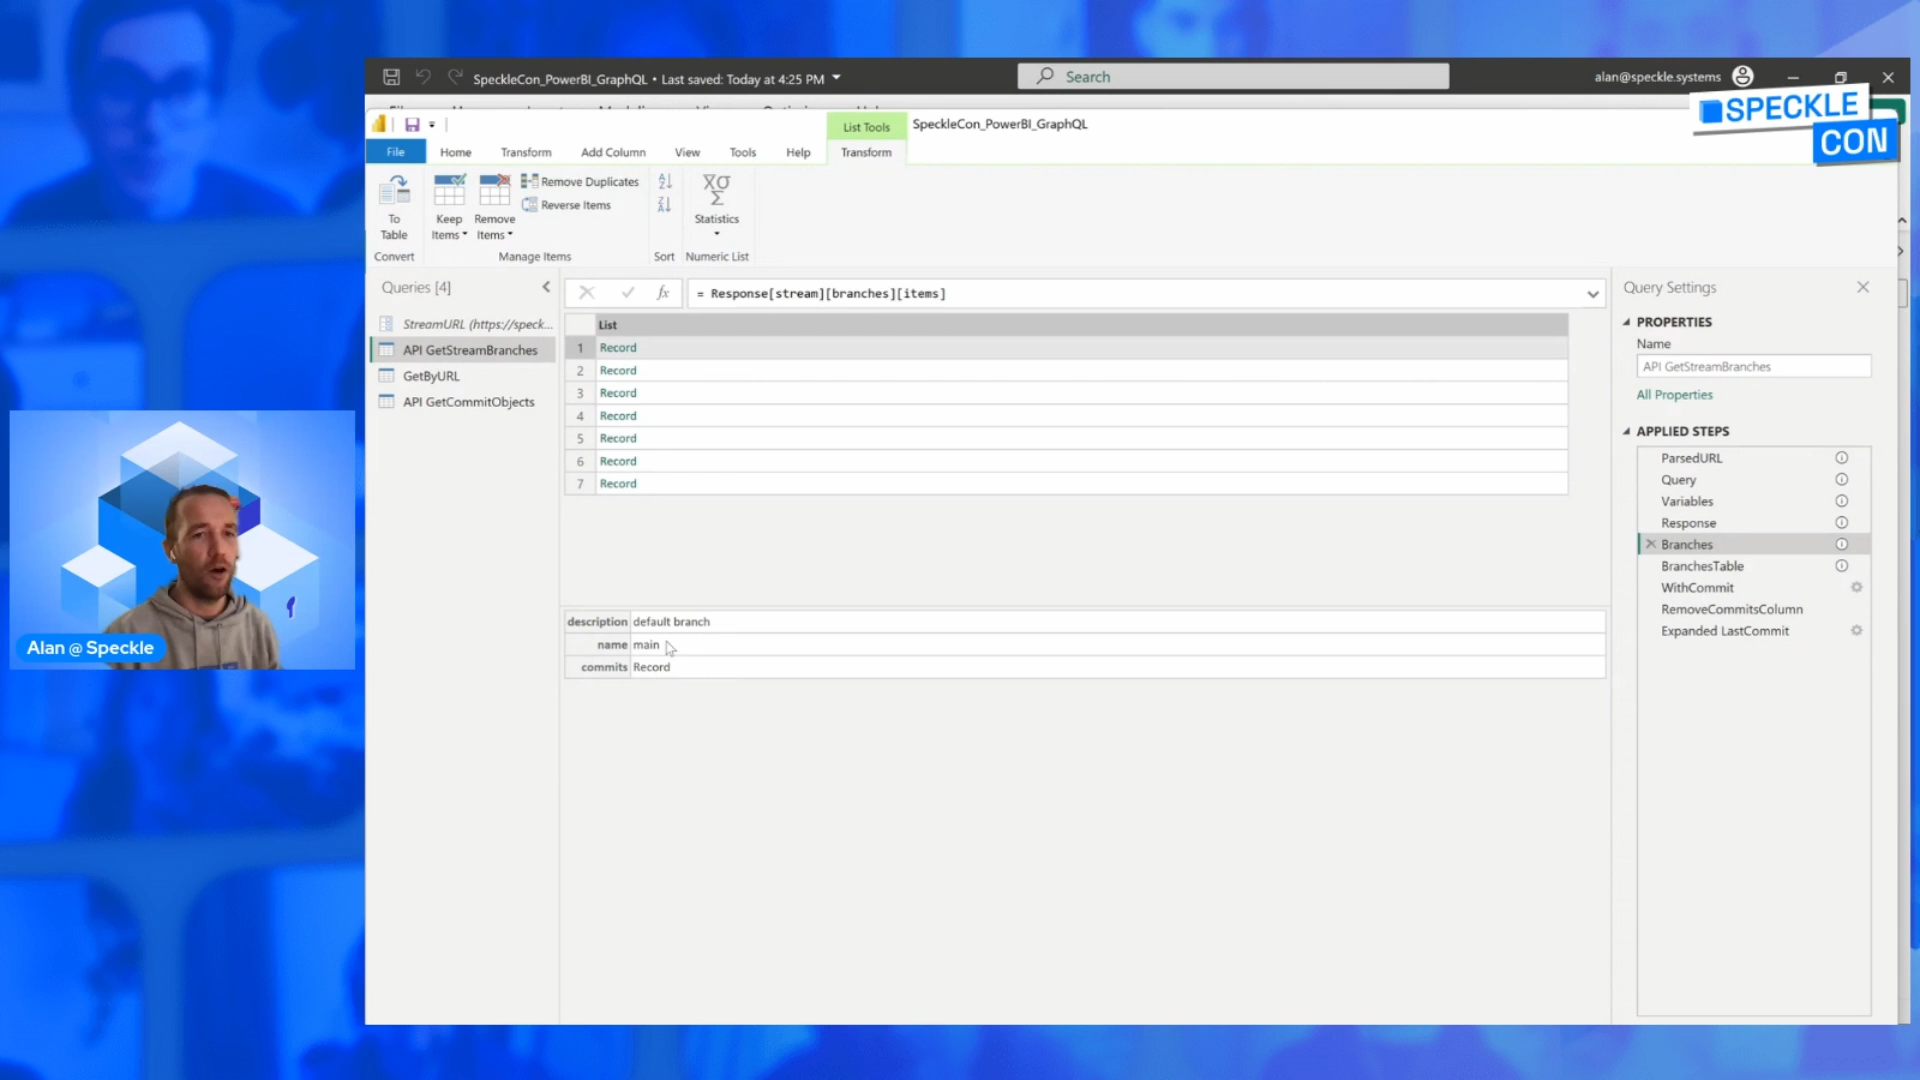 SpeckleCon_PowerBI_GraphQL • Last saved: Today at 4:25 PM
Search
alan@speckle.systems
SPECKLE
CON
List Tools
SpeckleCon_PowerBI_GraphQL
File
Home
Transform
Add Column
View
Tools
Help
Transform
To
Table
Keep
Items
Remove
Items
Remove Duplicates
Reverse Items
Statistics
Convert
Manage Items
Sort
Numeric List
Queries [4]
StreamURL (https://speck...
API GetStreamBranches
GetByURL
API GetCommitObjects
fx
= Response[stream][branches][items]
List
1 Record
2 Record
3 Record
4 Record
5 Record
6 Record
7 Record
description default branch
name main
commits Record
Query Settings
PROPERTIES
Name
API GetStreamBranches
All Properties
APPLIED STEPS
ParsedURL
Query
Variables
Response
Branches
BranchesTable
WithCommit
RemoveCommitsColumn
Expanded LastCommit
Alan @ Speckle